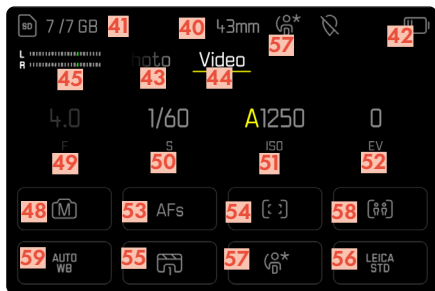 SD 7 /7 GB 41 40 43mm * 57 42
L
R
45 hoto 43 Video 44
4.0 1/60 A1250 0
F S ISO EV
49 50 51 52
48 M 53 AFs 54 58
59 AUTO WB 55 57 * D 56 LEICA STD